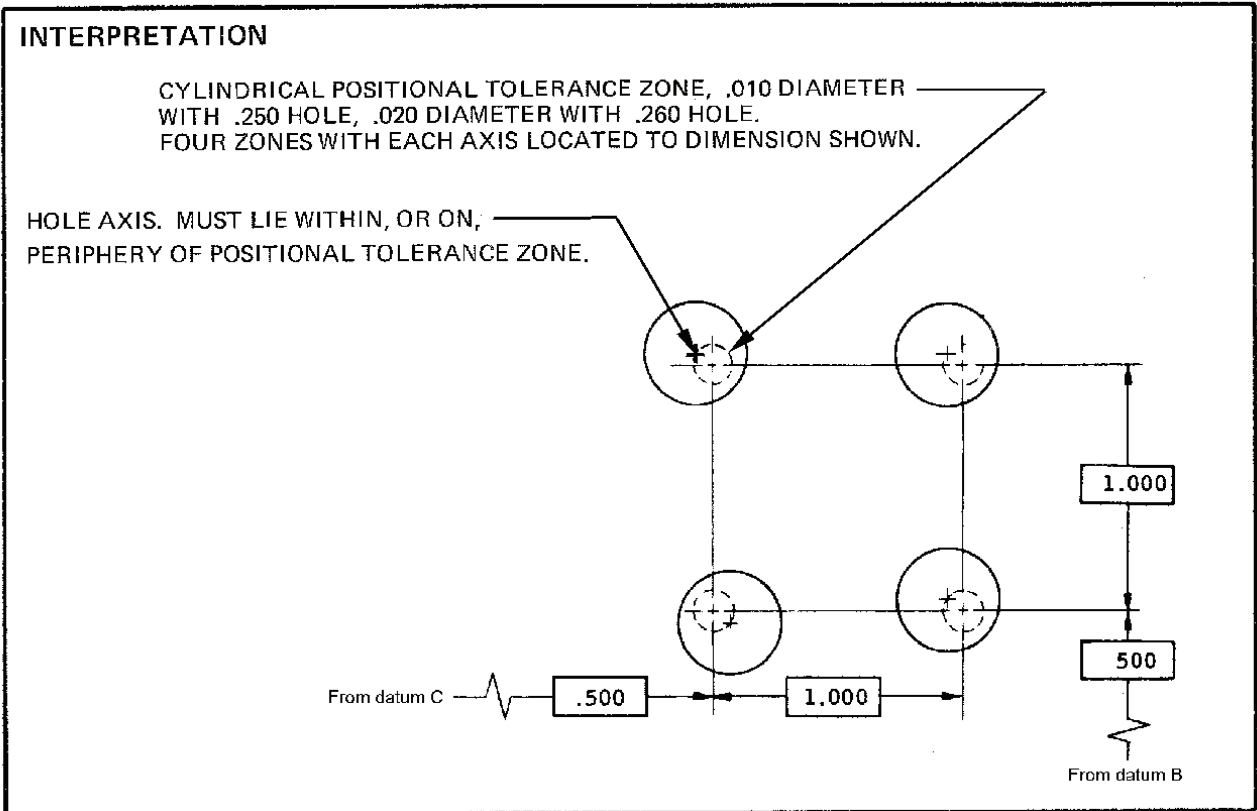 INTERPRETATION
CYLINDRICAL POSITIONAL TOLERANCE ZONE, .010 DIAMETER
WITH .250 HOLE, .020 DIAMETER WITH .260 HOLE.
FOUR ZONES WITH EACH AXIS LOCATED TO DIMENSION SHOWN.
HOLE AXIS. MUST LIE WITHIN, OR ON,
PERIPHERY OF POSITIONAL TOLERANCE ZONE.
1.000
500
From datum C
.500
1.000
From datum B